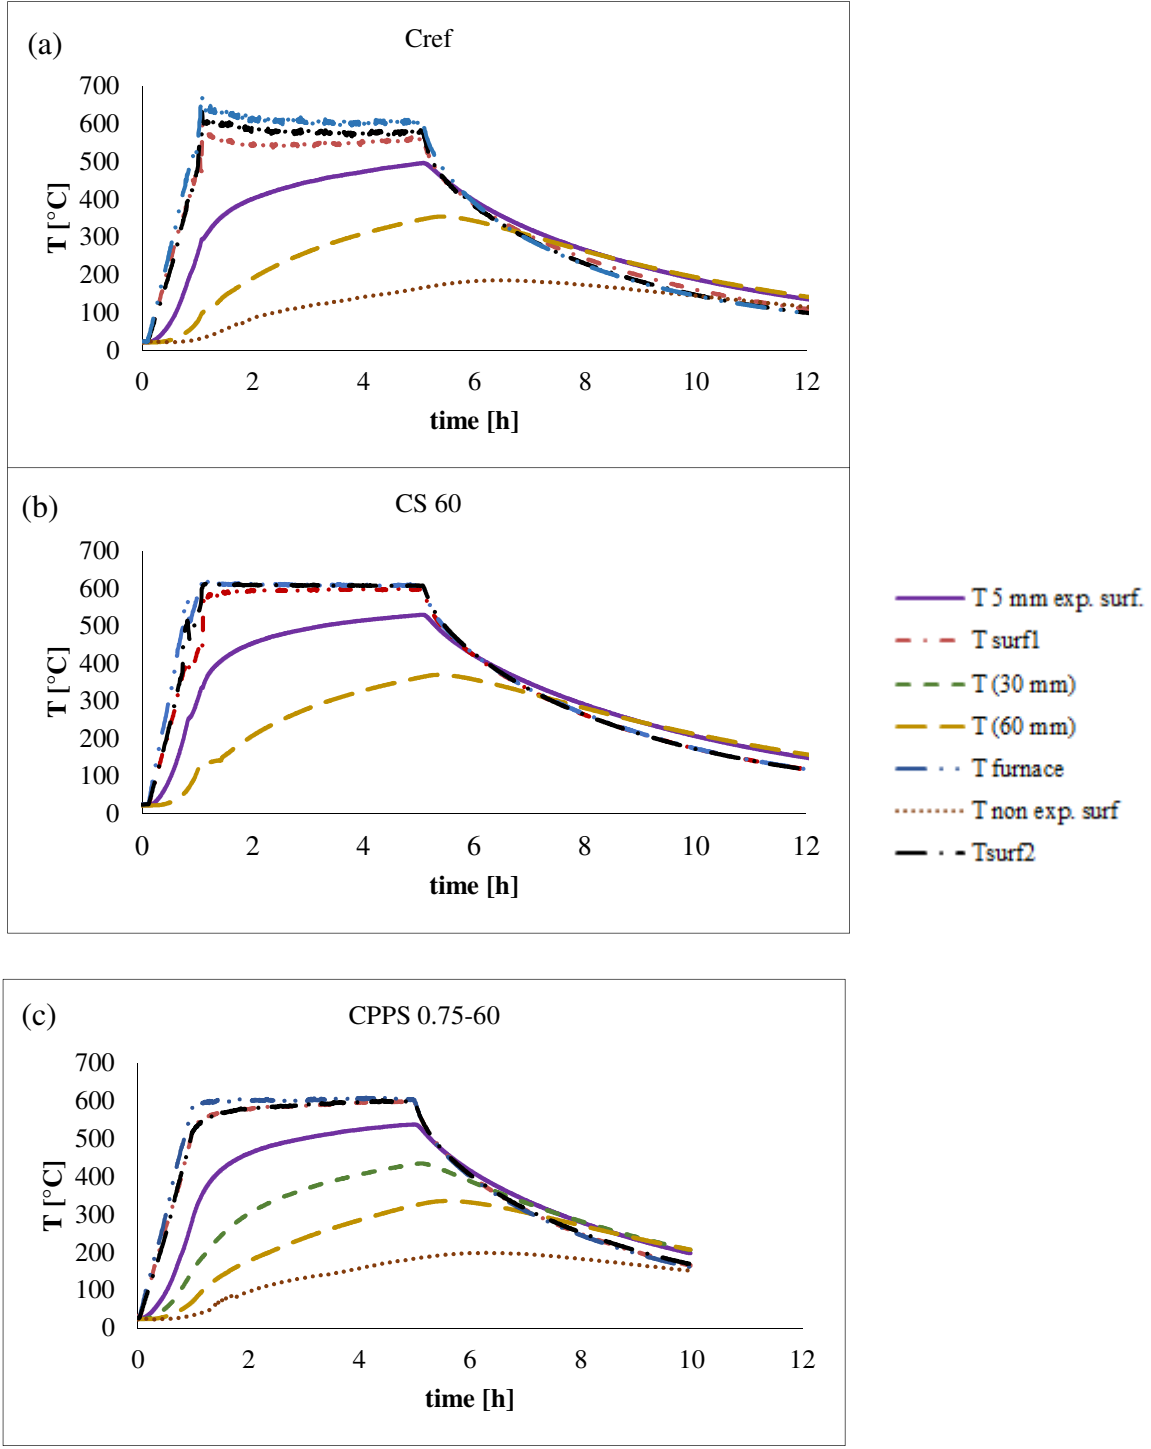 (a)
Cref
700
600
500
400
300
200
100
0
T [°C]
0 2 4 6 8 10 12
time [h]
(b)
CS 60
700
600
500
400
300
200
100
0
T [°C]
0 2 4 6 8 10 12
time [h]
T 5 mm exp. surf.
T surf1
T (30 mm)
T (60 mm)
T furnace
T non exp. surf
Tsurf2
(c)
CPPS 0.75-60
700
600
500
400
300
200
100
0
T [°C]
0 2 4 6 8 10 12
time [h]